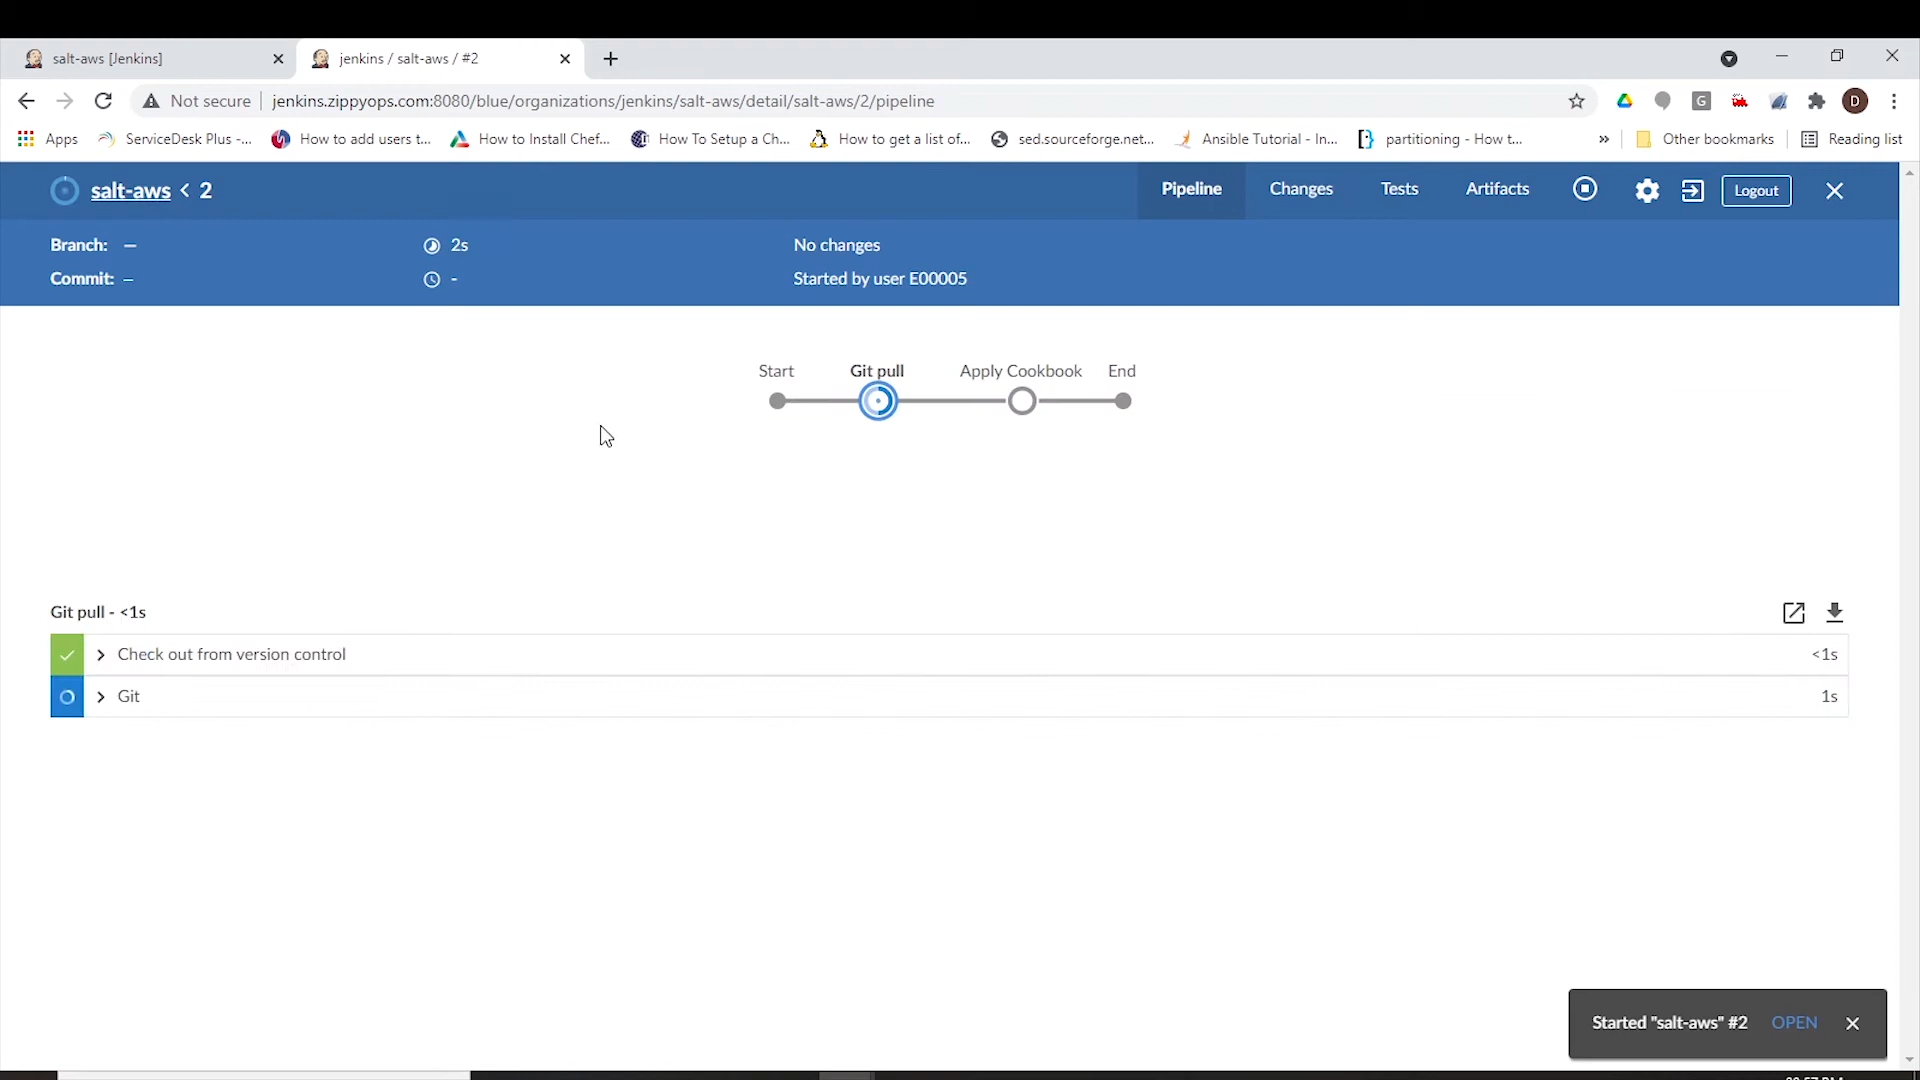 salt-aws [Jenkins]
jenkins / salt-aws / #2
Not secure
jenkins.zippyops.com:8080/blue/organizations/jenkins/salt-aws/detail/salt-aws/2/pipeline
G
D
Apps
ServiceDesk Plus -...
How to add users t...
How to Install Chef...
How To Setup a Ch...
How to get a list of...
sed.sourceforge.net...
Ansible Tutorial - In...
partitioning - How t...
»
Other bookmarks
Reading list
salt-aws < 2
Pipeline
Changes
Tests
Artifacts
Logout
Branch: —
2s
No changes
Commit: —
-
Started by user E00005
Start
Git pull
Apply Cookbook
End
Git pull - <1s
Check out from version control
<1s
Git
1s
Started "salt-aws" #2
OPEN